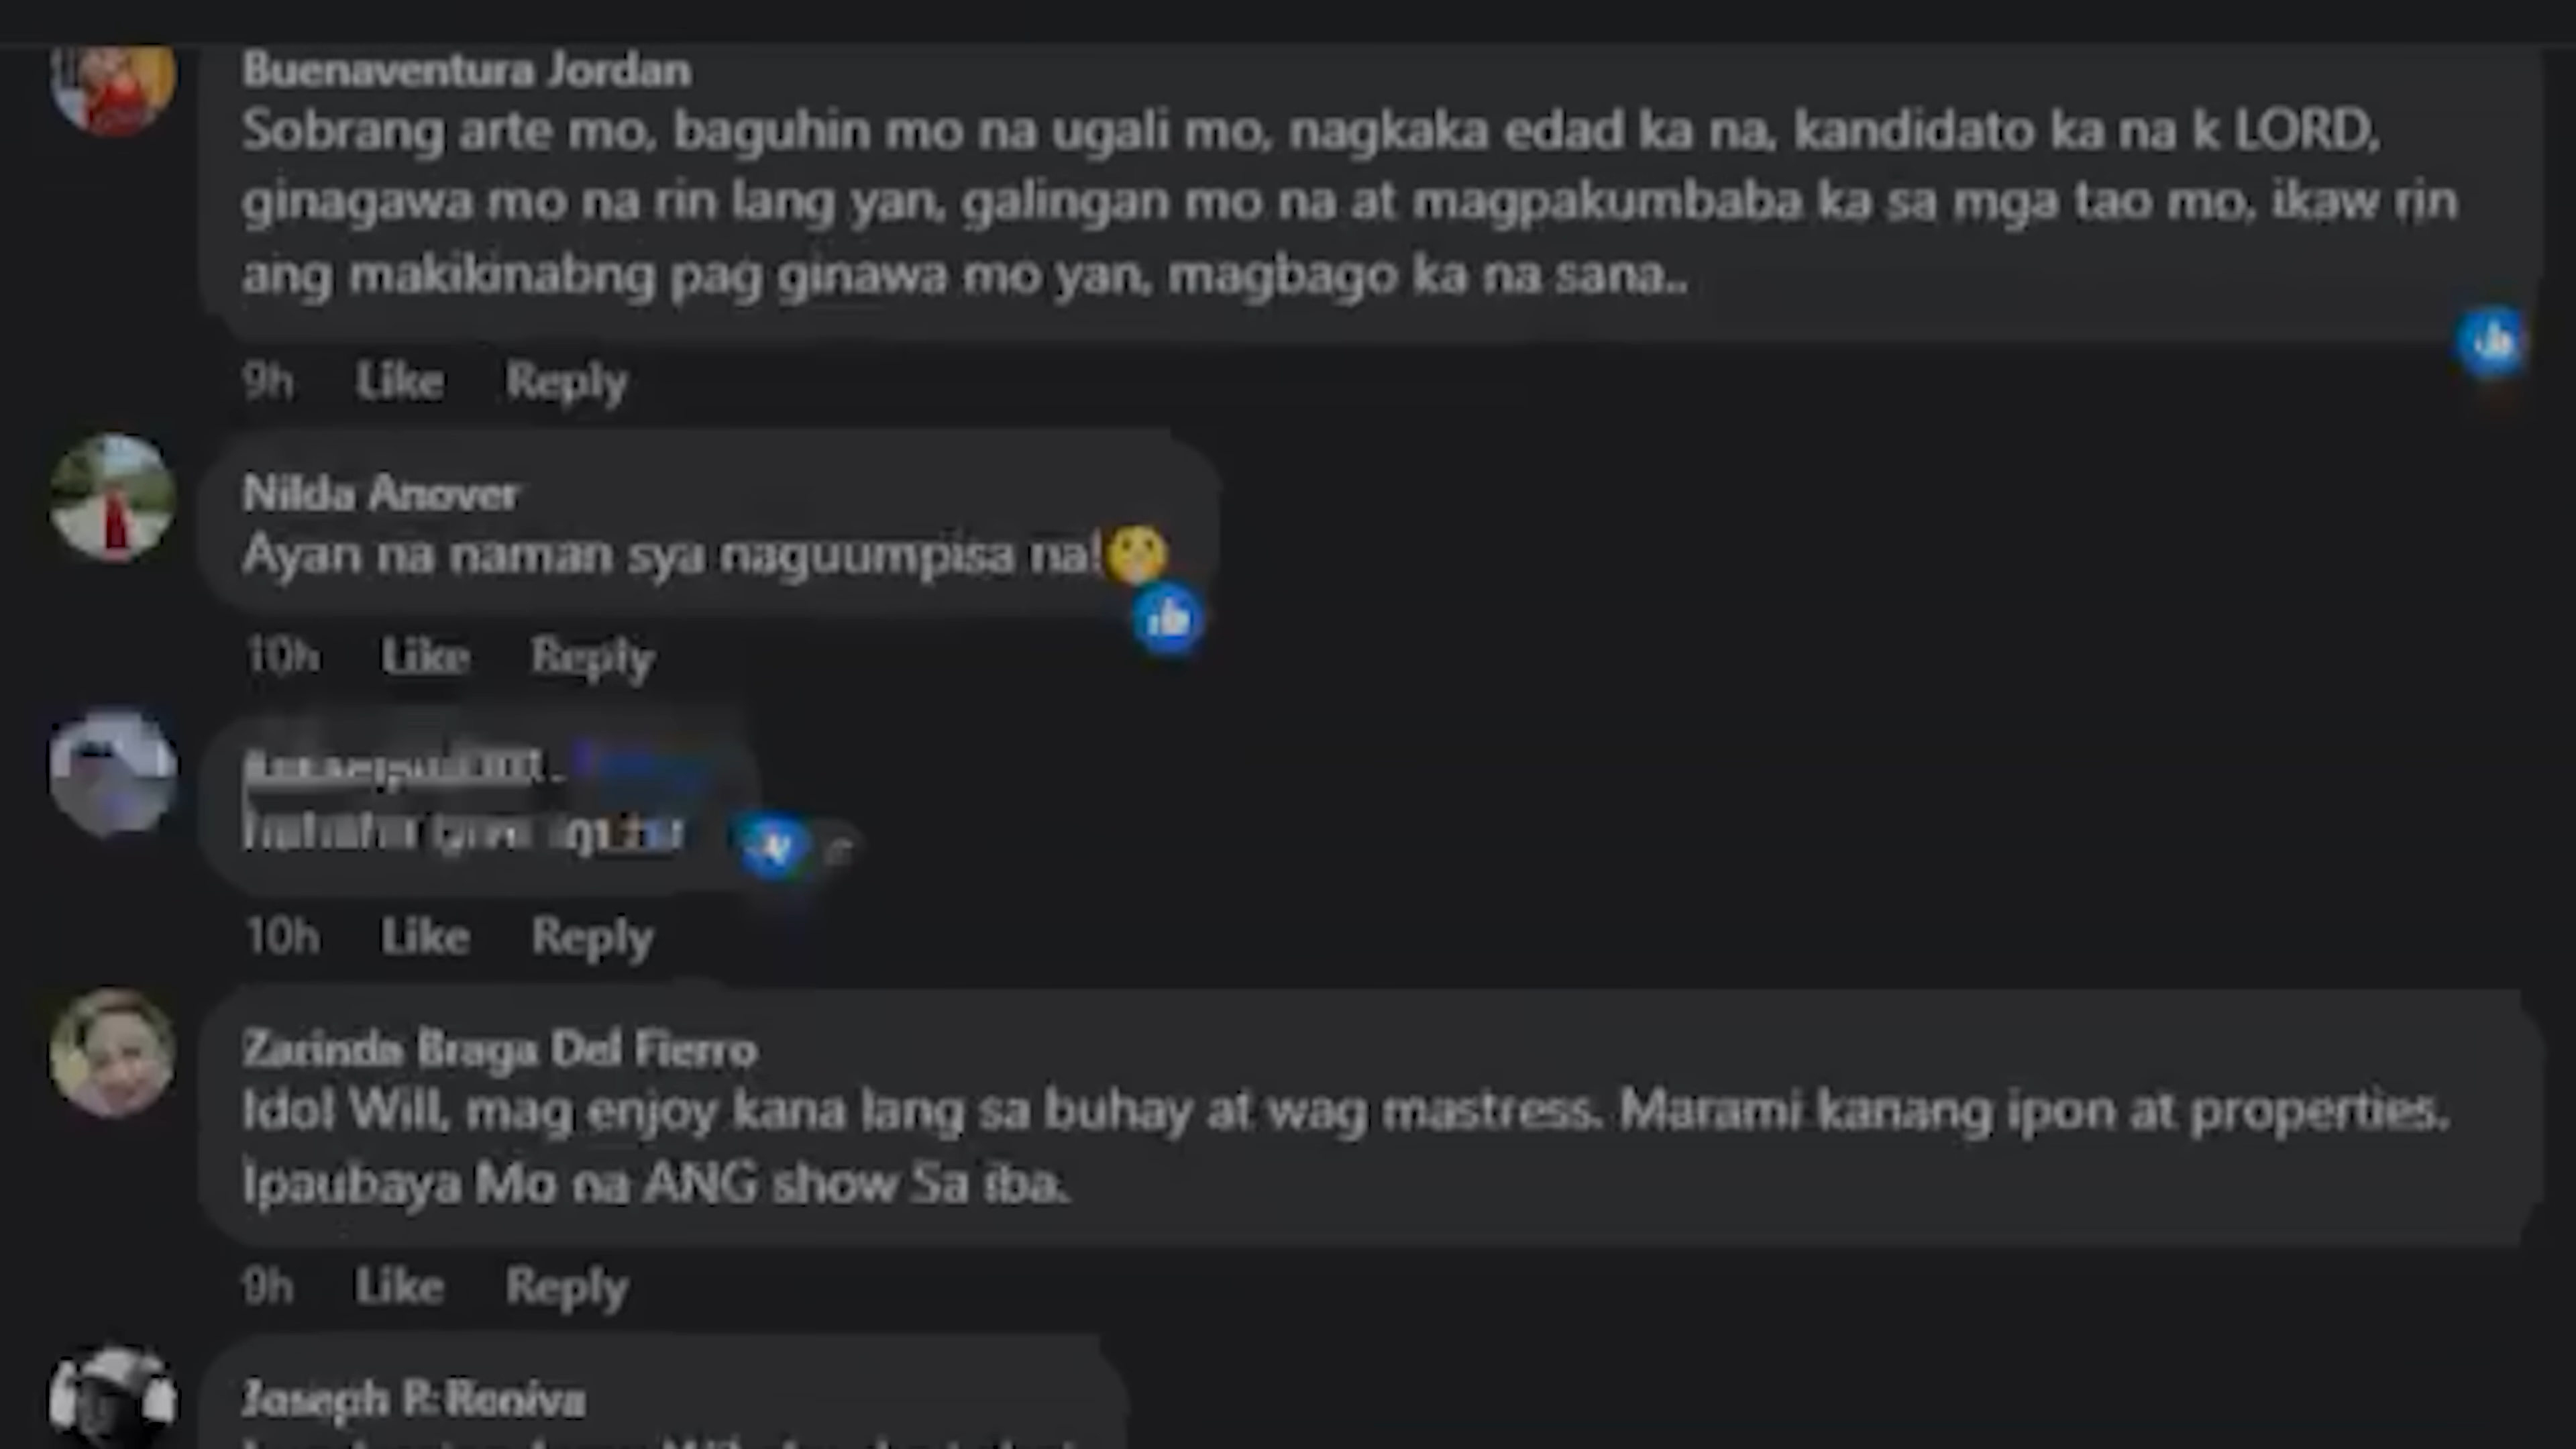 Buenaventura Jordan
Sobrang arte mo, baguhin mo na ugali mo, nagkaka edad ka na, kandidato ka na k LORD,
ginagawa mo na rin lang yan, galingan mo na at magpakumbaba ka sa mga tao mo, ikaw rin
ang makikinabng pag ginawa mo yan, magbago ka na sana..
9h Like Reply
Nilda Anover
Ayan na naman sya naguumpisa na!🤫
10h Like Reply
10h Like Reply
Zarinda Braga Del Fierro
Idol Will, mag enjoy kana lang sa buhay at wag mastress. Marami kanang ipon at properties.
Ipaubaya Mo na ANG show Sa iba.
9h Like Reply
Joseph P. Reniva